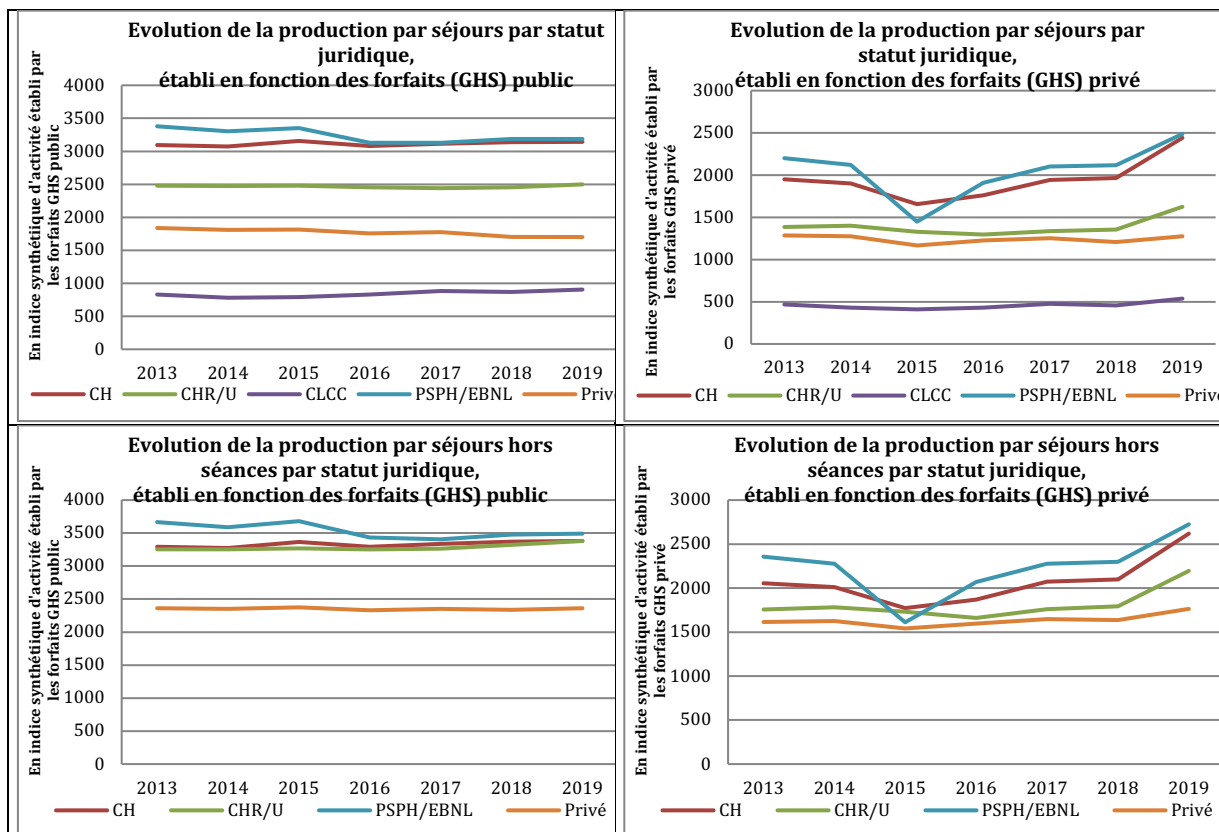 Evolution de la production par séjours par statut
juridique,
établi en fonction des forfaits (GHS) public
En indice synthétique d'activité établi par
les forfaits GHS public
4000
3500
3000
2500
2000
1500
1000
500
0
2013 2014 2015 2016 2017 2018 2019
CH CHR/U CLCC PSPH/EBNL Privé
Evolution de la production par séjours par
statut juridique,
établi en fonction des forfaits (GHS) privé
En indice synthétique d'activité établi par
les forfaits GHS privé
3000
2500
2000
1500
1000
500
0
2013 2014 2015 2016 2017 2018 2019
CH CHR/U CLCC PSPH/EBNL Privé
Evolution de la production par séjours hors
séances par statut juridique,
établi en fonction des forfaits (GHS) public
En indice synthétique d'activité établi par
les forfaits GHS public
4000
3500
3000
2500
2000
1500
1000
500
0
2013 2014 2015 2016 2017 2018 2019
CH CHR/U PSPH/EBNL Privé
Evolution de la production par séjours hors
séances par statut juridique,
établi en fonction des forfaits (GHS) privé
En indice synthétique d'activité établi par
les forfaits GHS privé
3000
2500
2000
1500
1000
500
0
2013 2014 2015 2016 2017 2018 2019
CH CHR/U PSPH/EBNL Privé